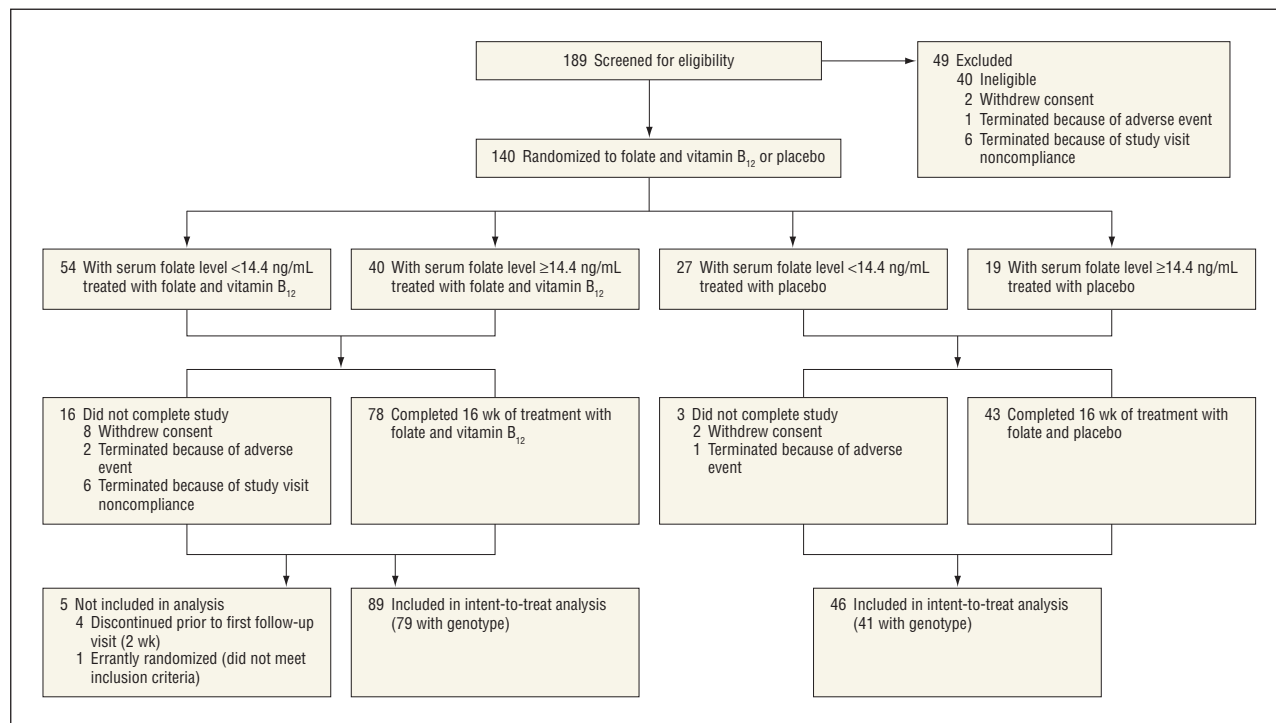 189 Screened for eligibility
49 Excluded
40 Ineligible
2 Withdrew consent
1 Terminated because of adverse event
6 Terminated because of study visit
noncompliance
140 Randomized to folate and vitamin B12 or placebo
54 With serum folate level <14.4 ng/mL
treated with folate and vitamin B12
40 With serum folate level ≥14.4 ng/mL
treated with folate and vitamin B12
27 With serum folate level <14.4 ng/mL
treated with placebo
19 With serum folate level ≥14.4 ng/mL
treated with placebo
16 Did not complete study
8 Withdrew consent
2 Terminated because of adverse
event
6 Terminated because of study visit
noncompliance
78 Completed 16 wk of treatment with
folate and vitamin B12
3 Did not complete study
2 Withdrew consent
1 Terminated because of adverse
event
43 Completed 16 wk of treatment with
folate and placebo
5 Not included in analysis
4 Discontinued prior to first follow-up
visit (2 wk)
1 Errantly randomized (did not meet
inclusion criteria)
89 Included in intent-to-treat analysis
(79 with genotype)
46 Included in intent-to-treat analysis
(41 with genotype)